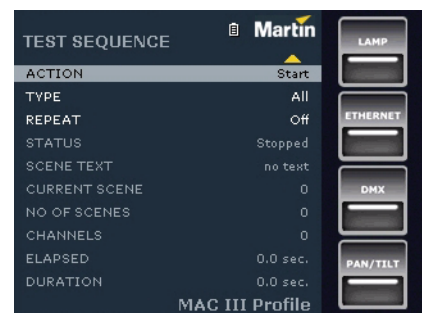 Martin
TEST SEQUENCE
ACTION Start
TYPE All
REPEAT Off
STATUS Stopped
SCENE TEXT no text
CURRENT SCENE 0
NO OF SCENES 0
CHANNELS 0
ELAPSED 0.0 sec.
DURATION 0.0 sec.
MAC III Profile
LAMP
ETHERNET
DMX
PAN/TILT